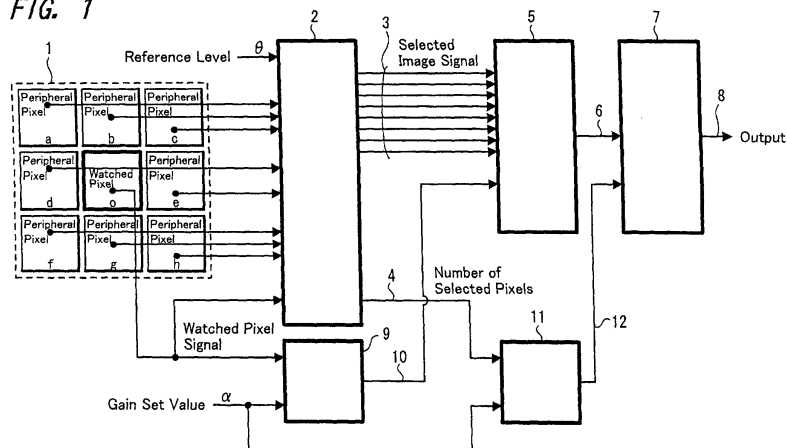 FIG. 1
1
Reference Level θ
2
3
Selected
Image Signal
5
7
Peripheral
Pixel
a
Peripheral
Pixel
b
Peripheral
Pixel
c
Peripheral
Pixel
d
Watched
Pixel
o
Peripheral
Pixel
e
Peripheral
Pixel
f
Peripheral
Pixel
g
Peripheral
Pixel
h
6
8
Output
4
Number of
Selected Pixels
Watched Pixel
Signal
9
10
11
12
Gain Set Value α